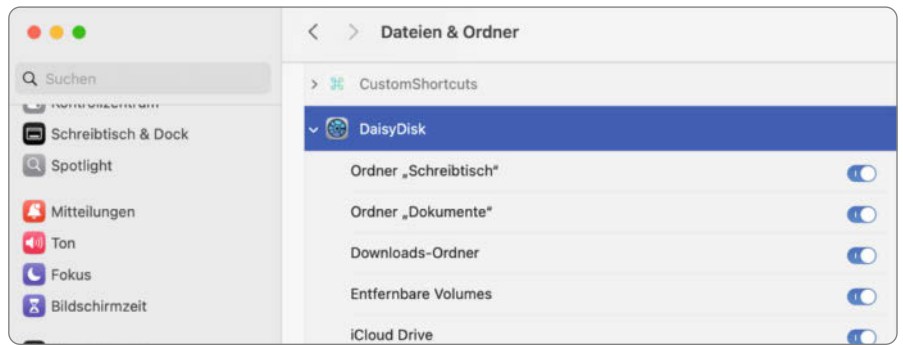 Dateien & Ordner
Suchen
Kontrollzentrum
Schreibtisch & Dock
Spotlight
Mitteilungen
Ton
Fokus
Bildschirmzeit
CustomShortcuts
DaisyDisk
Ordner „Schreibtisch“
Ordner „Dokumente“
Downloads-Ordner
Entfernbare Volumes
iCloud Drive